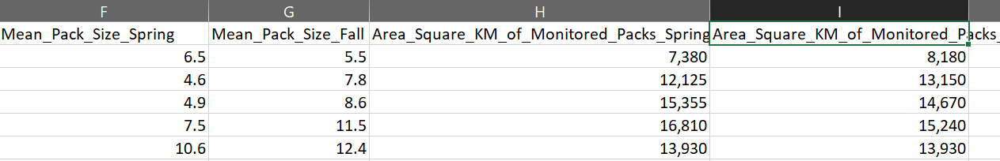 F G H I
Mean_Pack_Size_Spring Mean_Pack_Size_Fall Area_Square_KM_of_Monitored_Packs_Spring Area_Square_KM_of_Monitored_Packs_
6.5 5.5 7,380 8,180
4.6 7.8 12,125 13,150
4.9 8.6 15,355 14,670
7.5 11.5 16,810 15,240
10.6 12.4 13,930 13,930